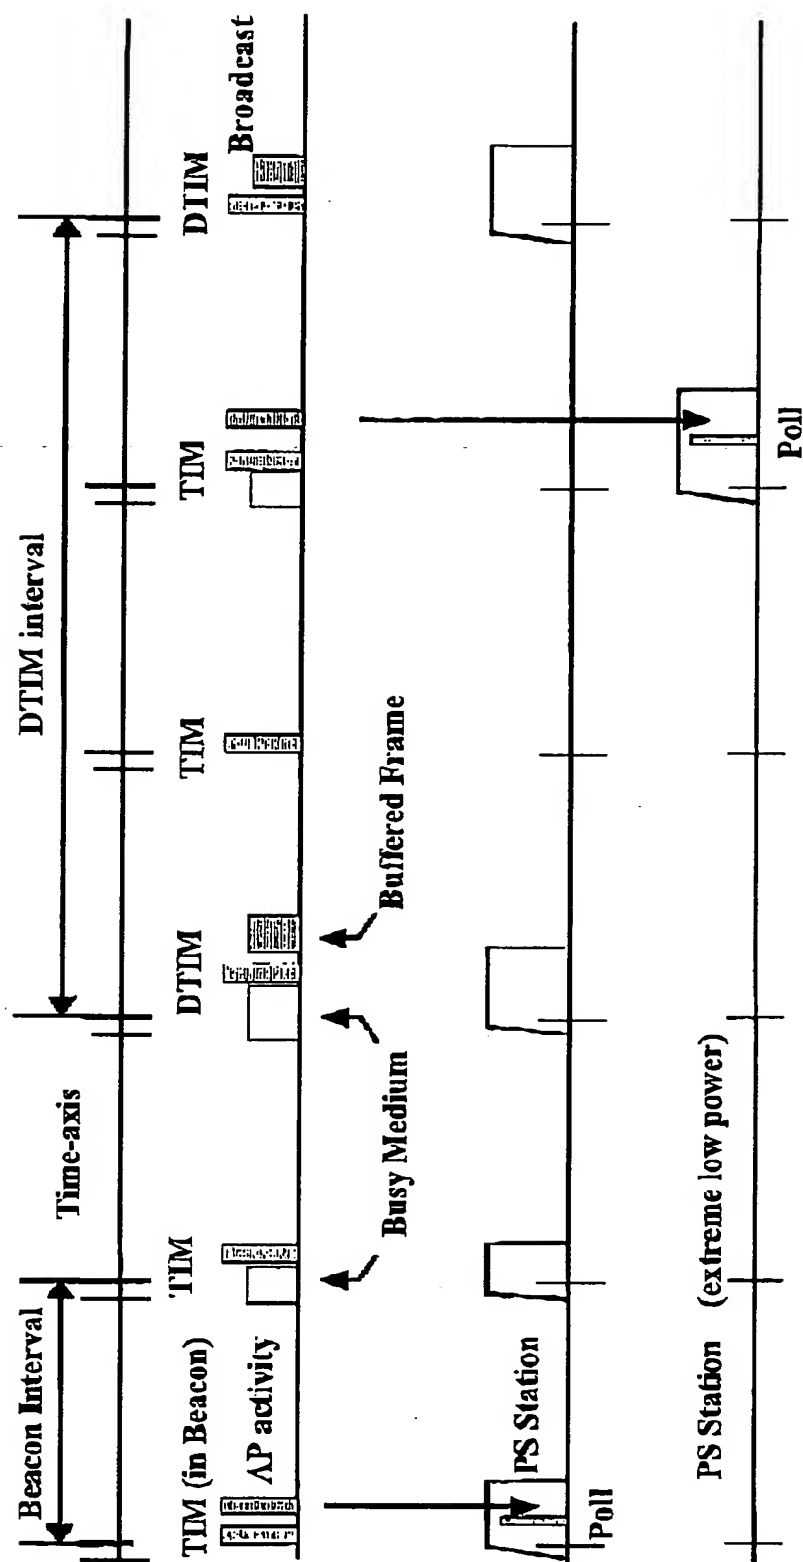 Beacon Interval
Time-axis
DTIM interval
TIM (in Beacon)
TIM
DTIM
TIM
TIM
DTIM
AP activity
Broadcast
Busy Medium
Buffered Frame
PS Station
Poll
PS Station (extreme low power)
Poll